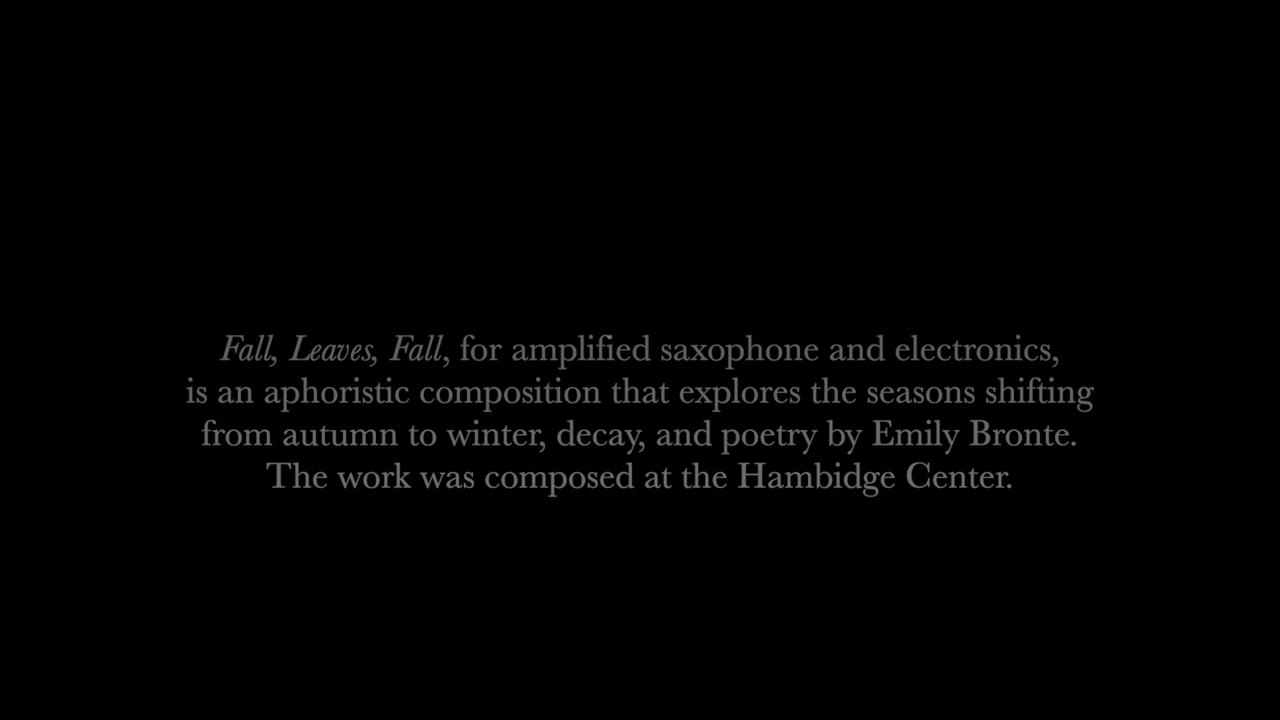 Fall, Leaves, Fall, for amplified saxophone and electronics,
is an aphoristic composition that explores the seasons shifting
from autumn to winter, decay, and poetry by Emily Bronte.
The work was composed at the Hambidge Center.